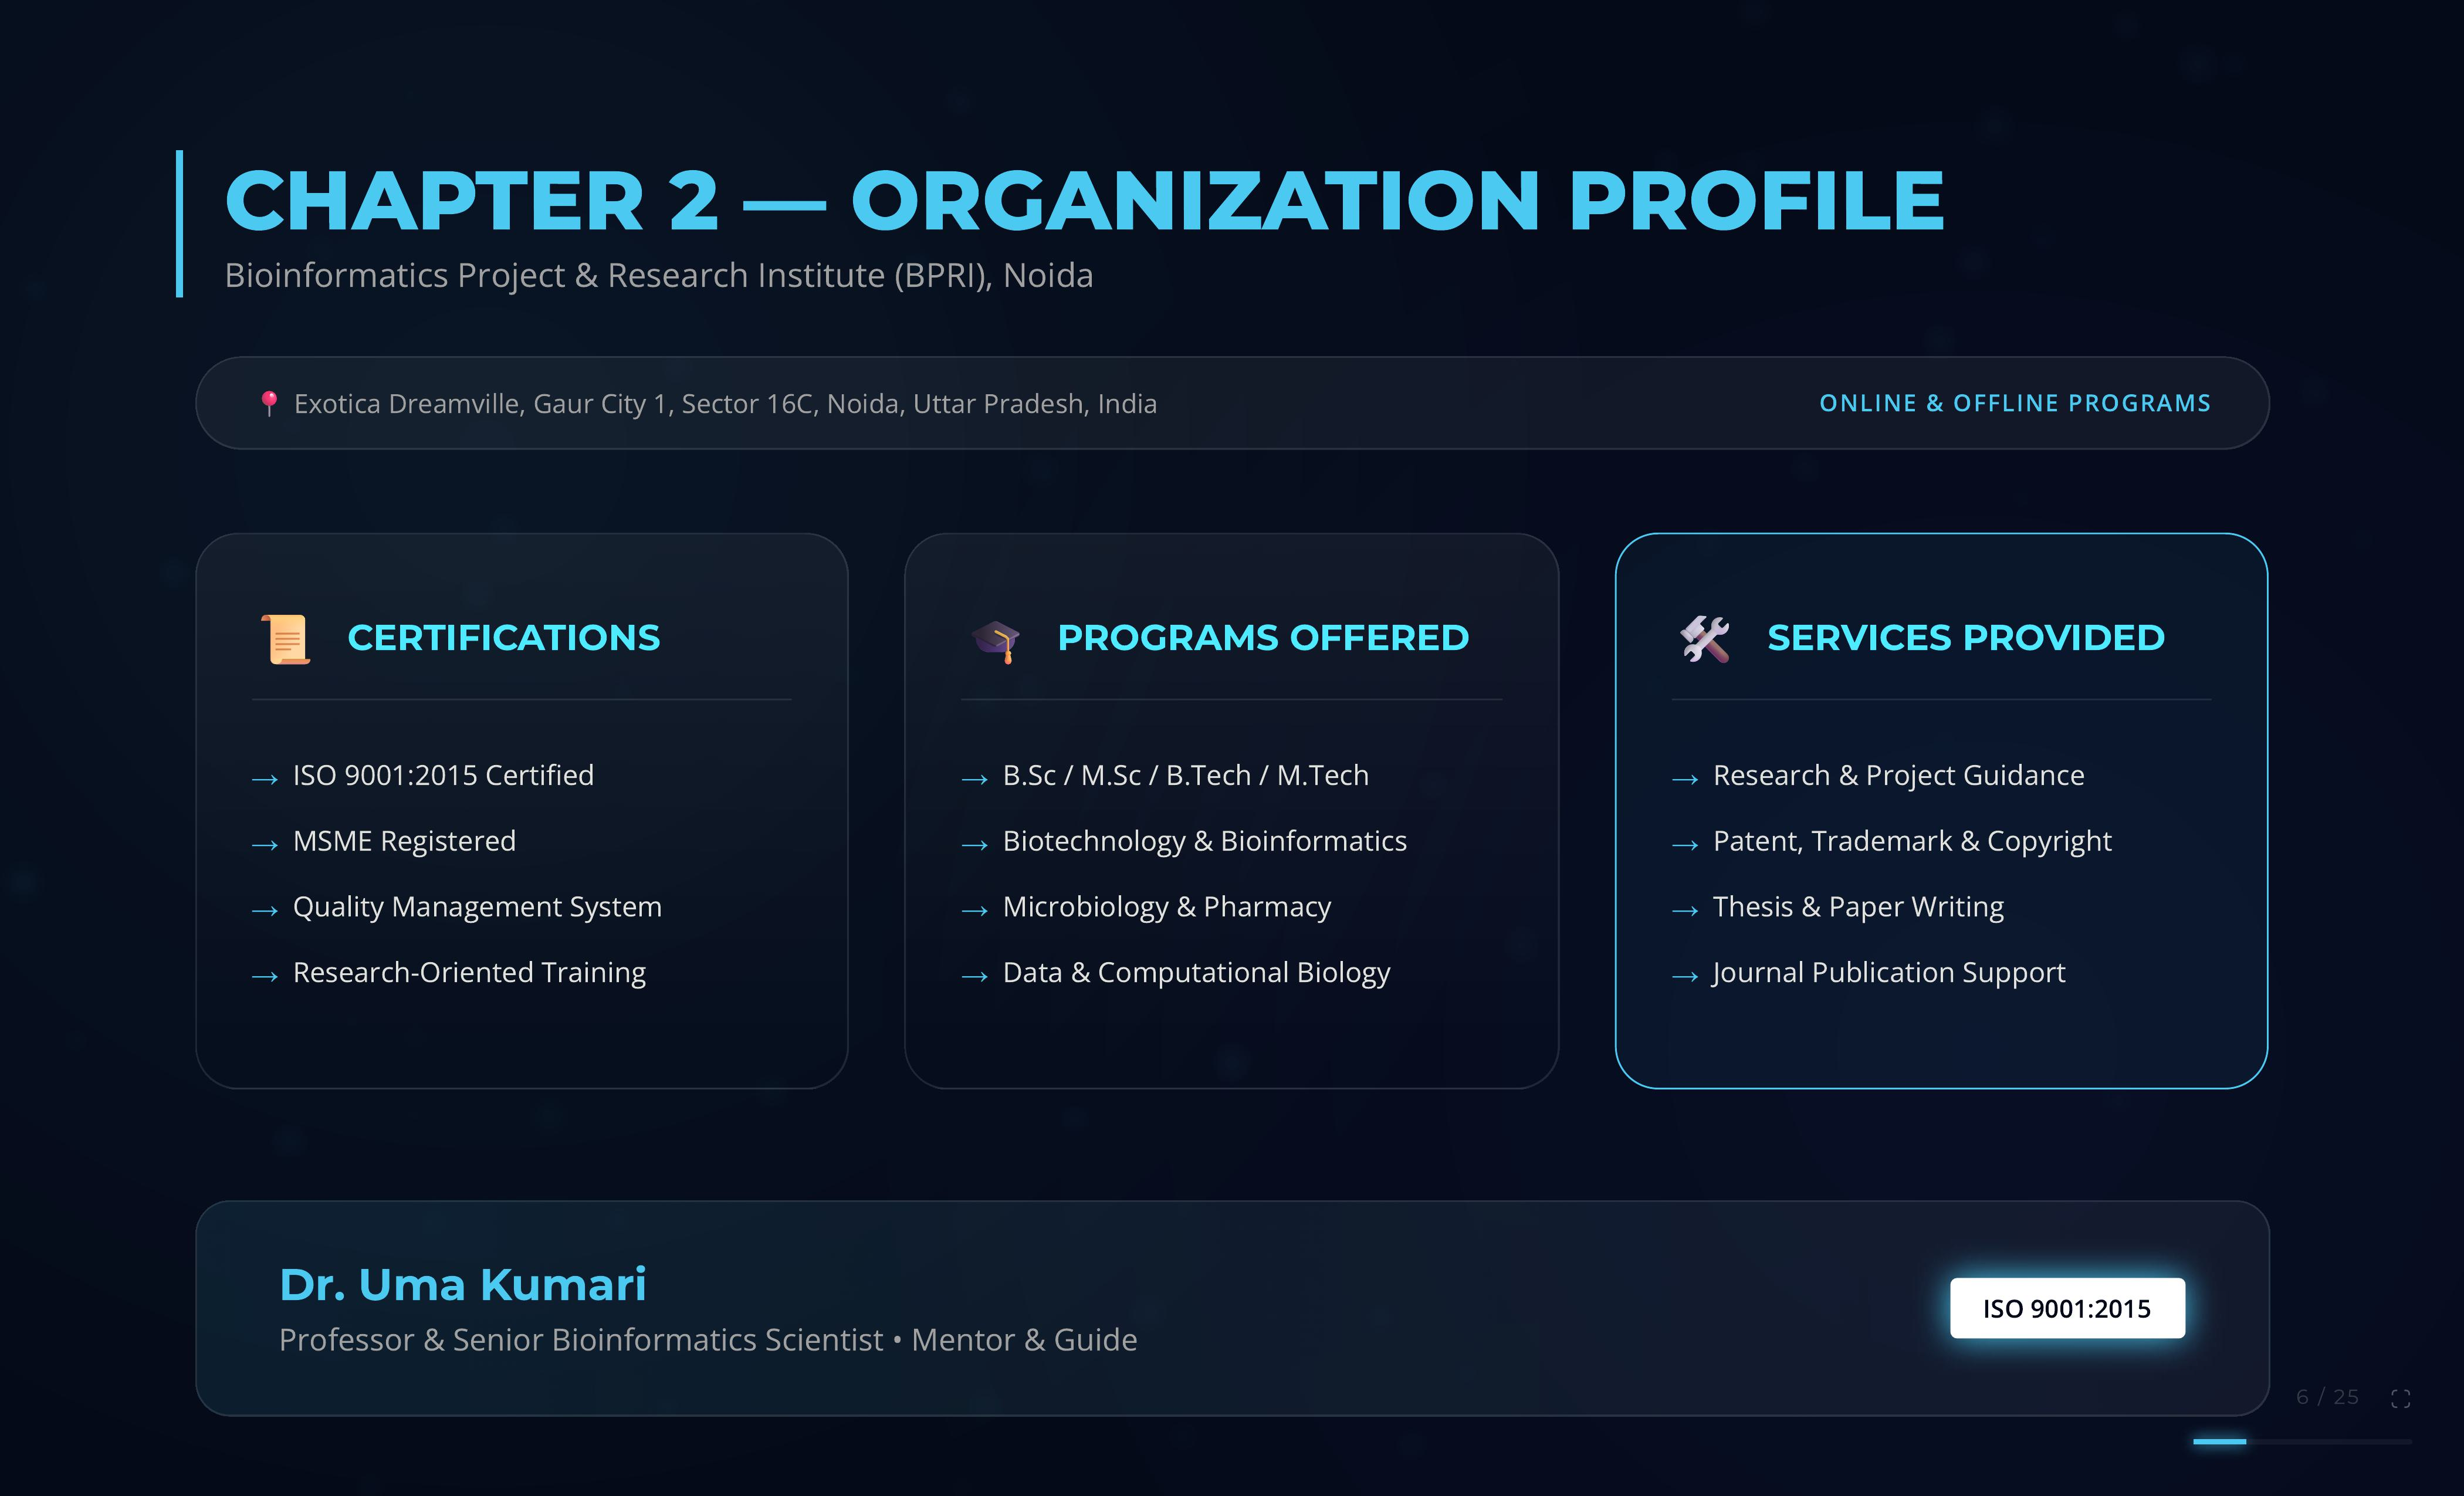 CHAPTER 2 — ORGANIZATION PROFILE
Bioinformatics Project & Research Institute (BPRI), Noida
📍 Exotica Dreamville, Gaur City 1, Sector 16C, Noida, Uttar Pradesh, India
ONLINE & OFFLINE PROGRAMS
CERTIFICATIONS
→ ISO 9001:2015 Certified
→ MSME Registered
→ Quality Management System
→ Research-Oriented Training
PROGRAMS OFFERED
→ B.Sc / M.Sc / B.Tech / M.Tech
→ Biotechnology & Bioinformatics
→ Microbiology & Pharmacy
→ Data & Computational Biology
SERVICES PROVIDED
→ Research & Project Guidance
→ Patent, Trademark & Copyright
→ Thesis & Paper Writing
→ Journal Publication Support
Dr. Uma Kumari
Professor & Senior Bioinformatics Scientist • Mentor & Guide
ISO 9001:2015
6 / 25